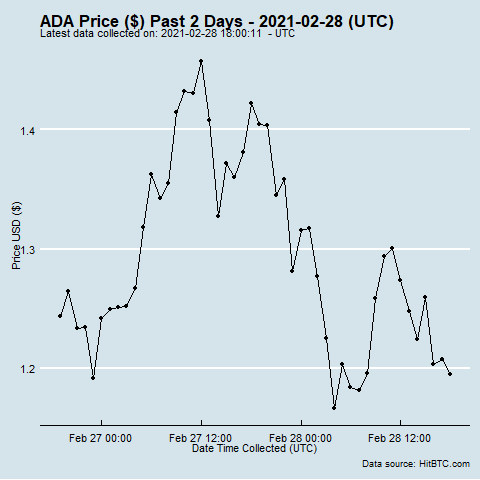 ADA Price ($) Past 2 Days - 2021-02-28 (UTC)
Latest data collected on: 2021-02-28 18:00:11  - UTC
1.4
1.3
1.2
Price USD ($)
Feb 27 00:00 Feb 27 12:00 Feb 28 00:00 Feb 28 12:00
Date Time Collected (UTC)
Data source: HitBTC.com